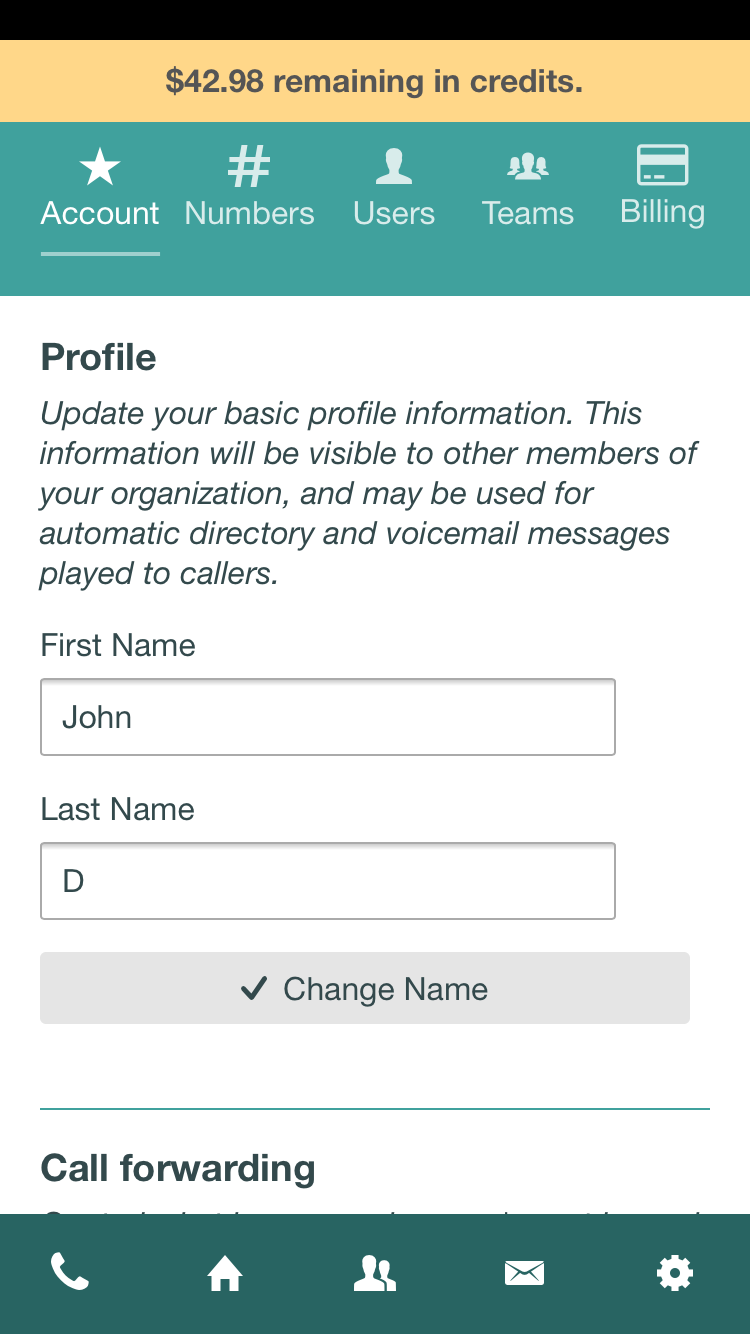 $42.98 remaining in credits.
Account Numbers Users Teams Billing
Profile
Update your basic profile information. This
information will be visible to other members of
your organization, and may be used for
automatic directory and voicemail messages
played to callers.
First Name
John
Last Name
D
Change Name
Call forwarding